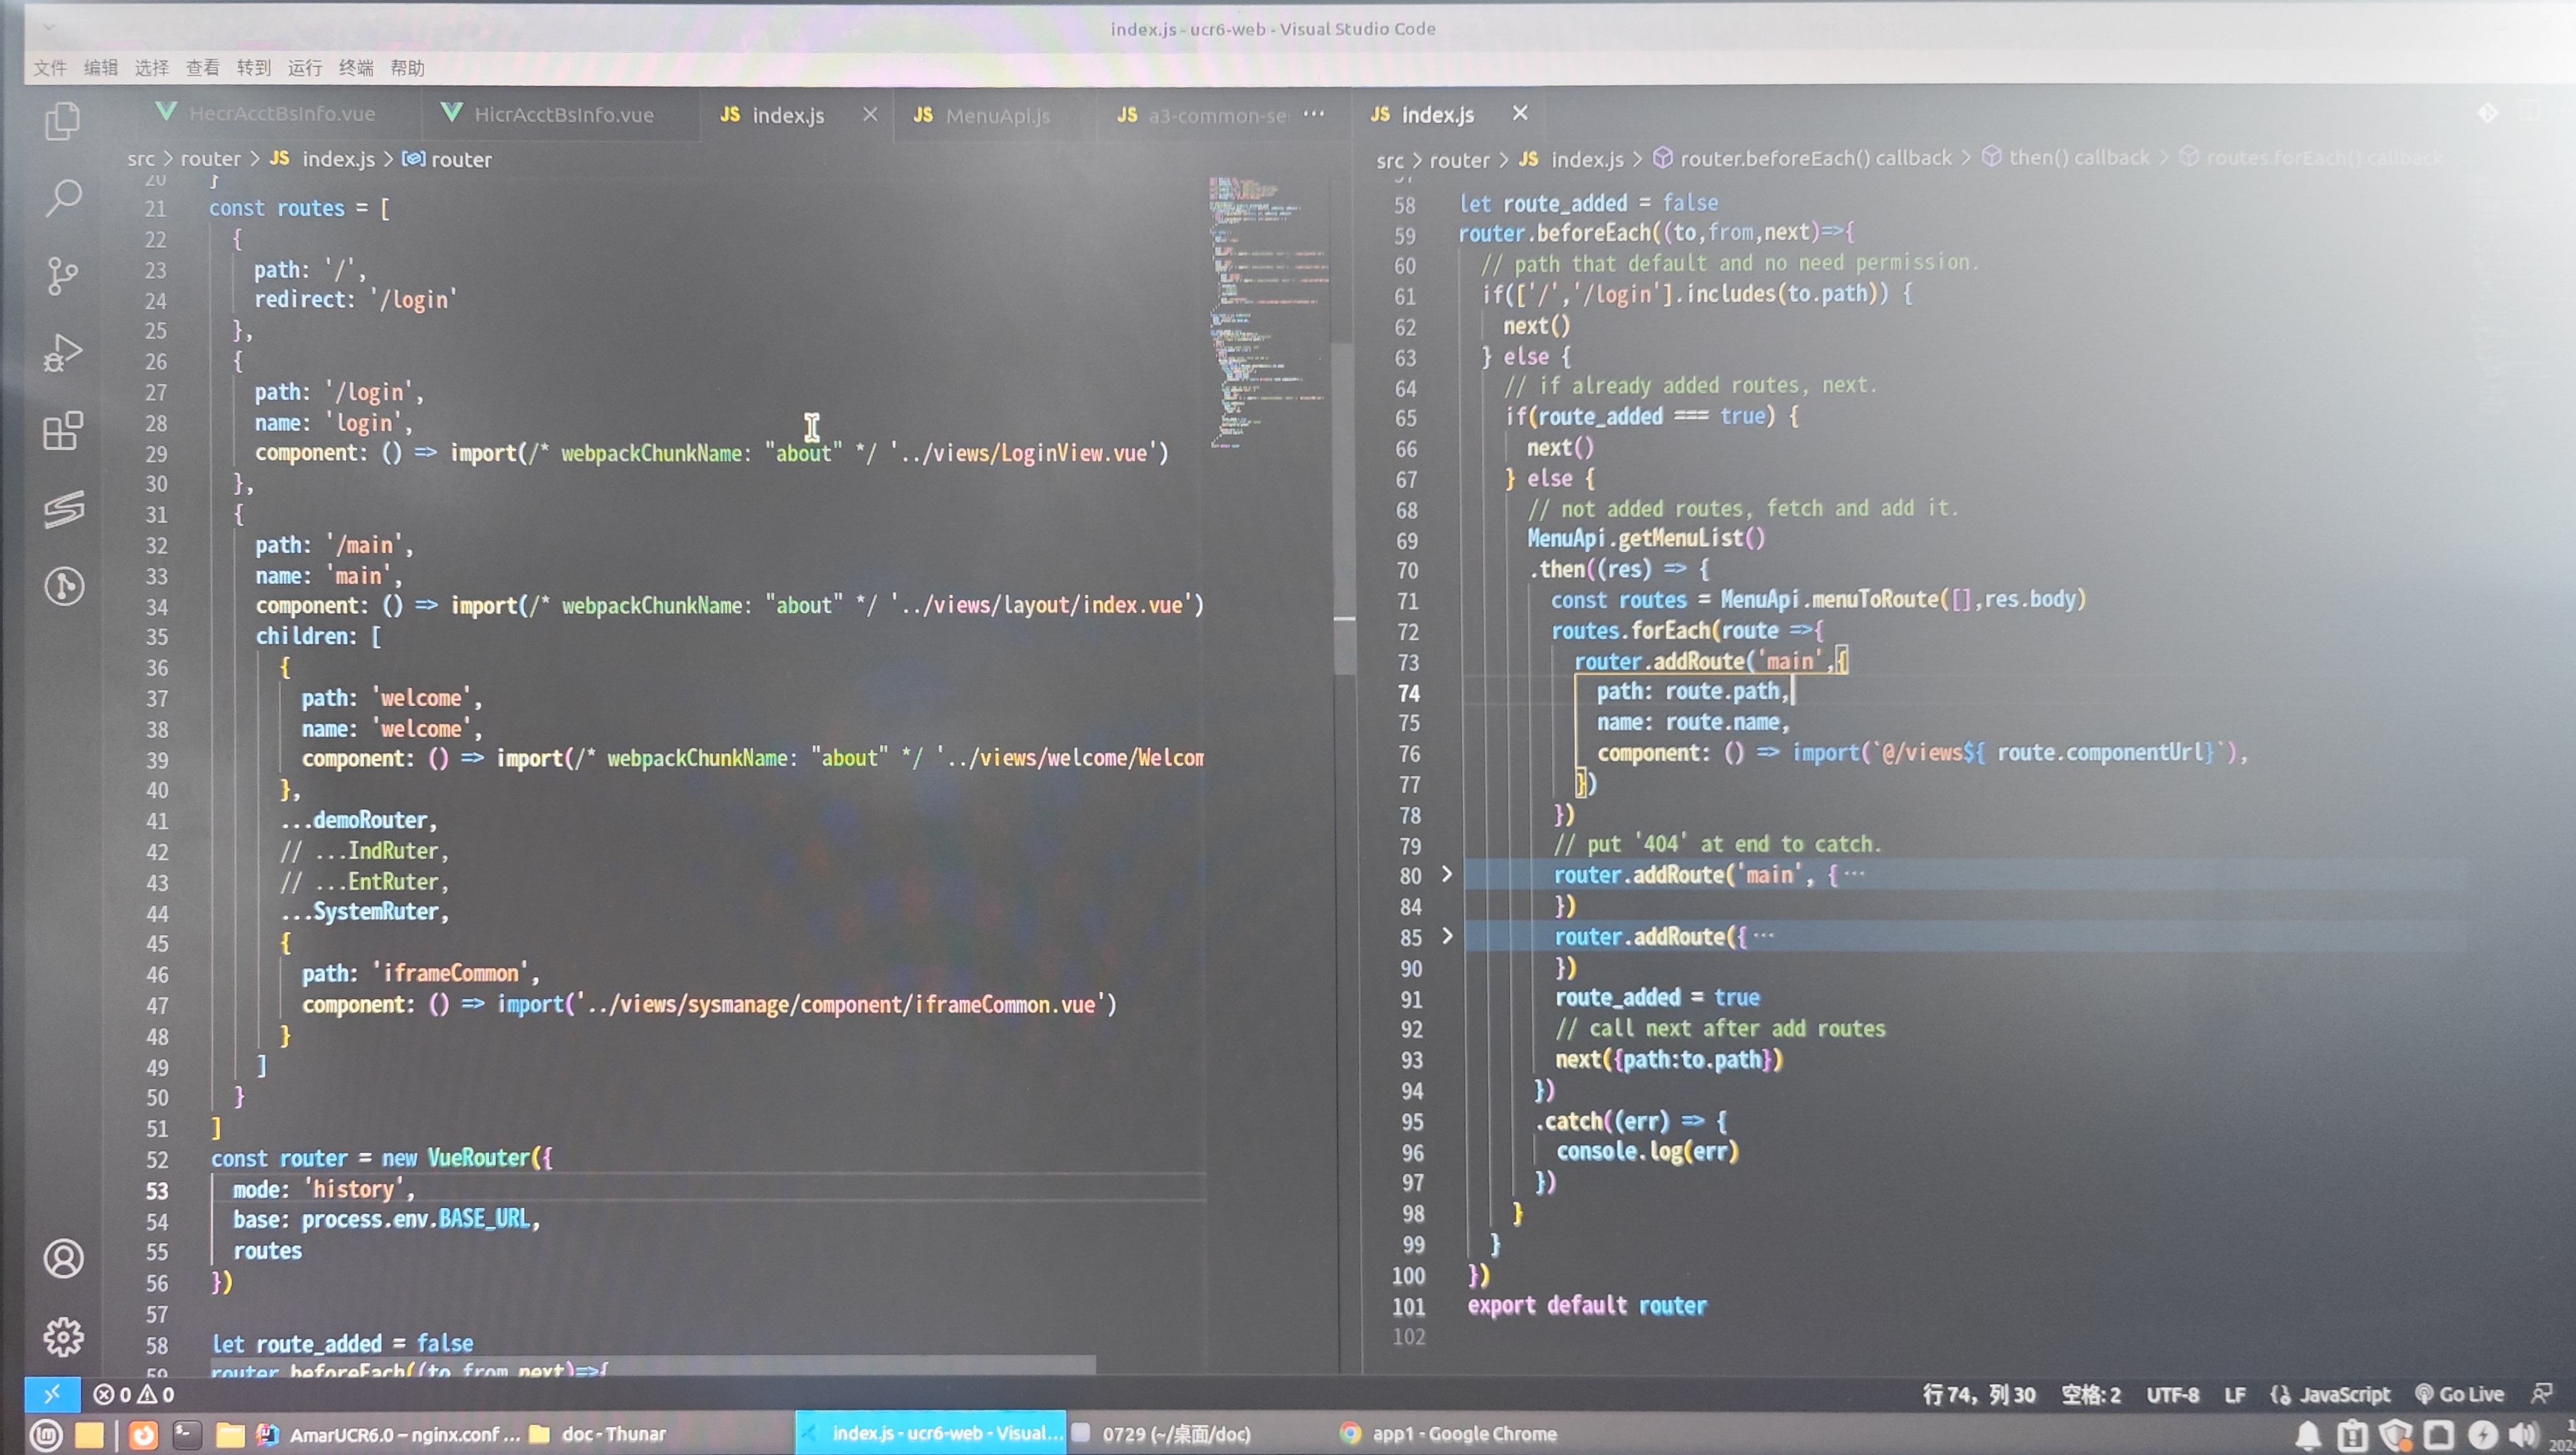 index.js - ucr6-web - Visual Studio Code
文件 编辑 选择 查看 转到 运行 终端 帮助
HecrAcctBsInfo.vue HicrAcctBsInfo.vue JS index.js JS MenuApi.js JS a3-common-se ···
src > router > JS index.js > router
20 }
21 const routes = [
22 {
23 path: '/',
24 redirect: '/login'
25 },
26 {
27 path: '/login',
28 name: 'login',
29 component: () => import(/* webpackChunkName: "about" */ '../views/LoginView.vue')
30 },
31 {
32 path: '/main',
33 name: 'main',
34 component: () => import(/* webpackChunkName: "about" */ '../views/layout/index.vue')
35 children: [
36 {
37 path: 'welcome',
38 name: 'welcome',
39 component: () => import(/* webpackChunkName: "about" */ '../views/welcome/Welcom
40 },
41 ...demoRouter,
42 // ...IndRuter,
43 // ...EntRuter,
44 ...SystemRuter,
45 {
46 path: 'iframeCommon',
47 component: () => import('../views/sysmanage/component/iframeCommon.vue')
48 }
49 ]
50 }
51 ]
52 const router = new VueRouter({
53 mode: 'history',
54 base: process.env.BASE_URL,
55 routes
56 })
57
58 let route_added = false
59 router.beforeEach((to,from,next)=>{
JS index.js
src > router > JS index.js > router.beforeEach() callback > then() callback > routes.forEach() callback
57
58 let route_added = false
59 router.beforeEach((to,from,next)=>{
60 // path that default and no need permission.
61 if(['/','/login'].includes(to.path)) {
62 next()
63 } else {
64 // if already added routes, next.
65 if(route_added === true) {
66 next()
67 } else {
68 // not added routes, fetch and add it.
69 MenuApi.getMenuList()
70 .then((res) => {
71 const routes = MenuApi.menuToRoute([],res.body)
72 routes.forEach(route =>{
73 router.addRoute('main',{
74 path: route.path,
75 name: route.name,
76 component: () => import(`@/views${ route.componentUrl}`),
77 })
78 })
79 // put '404' at end to catch.
80 router.addRoute('main', {···
84 })
85 router.addRoute({···
90 })
91 route_added = true
92 // call next after add routes
93 next({path:to.path})
94 })
95 .catch((err) => {
96 console.log(err)
97 })
98 }
99 }
100 })
101 export default router
102
0 0 行 74，列 30 空格: 2 UTF-8 LF JavaScript Go Live
AmarUCR6.0 – nginx.conf ... doc - Thunar index.js - ucr6-web - Visual... 0729 (~/桌面/doc) app1 - Google Chrome